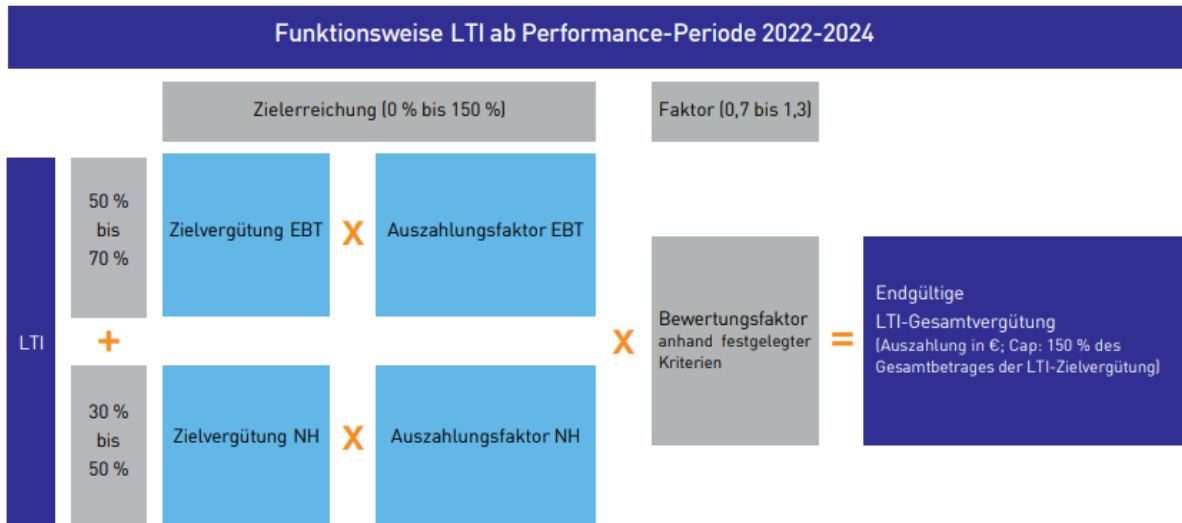 Funktionsweise LTI ab Performance-Periode 2022-2024
Zielerreichung (0 % bis 150 %)
Faktor (0,7 bis 1,3)
LTI
50 %
bis
70 %
Zielvergütung EBT
X
Auszahlungsfaktor EBT
+
30 %
bis
50 %
Zielvergütung NH
X
Auszahlungsfaktor NH
X
Bewertungsfaktor
anhand festgelegter
Kriterien
=
Endgültige
LTI-Gesamtvergütung
(Auszahlung in €; Cap: 150 % des
Gesamtbetrages der LTI-Zielvergütung)